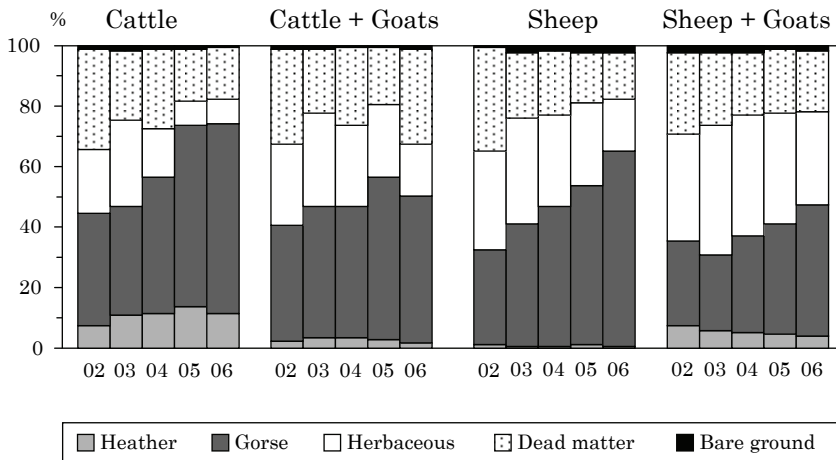 % Cattle Cattle + Goats Sheep Sheep + Goats
100
80
60
40
20
0
02 03 04 05 06 02 03 04 05 06 02 03 04 05 06 02 03 04 05 06
Heather Gorse Herbaceous Dead matter Bare ground